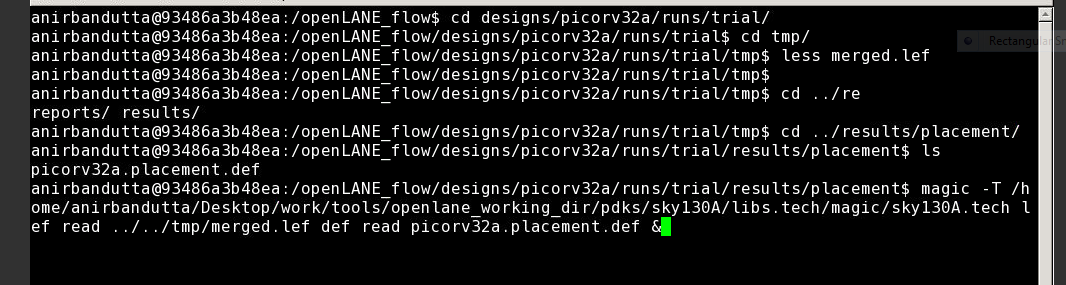 anirbandutta@93486a3b48ea:/openLANE_flow$ cd designs/picorv32a/runs/trial/
anirbandutta@93486a3b48ea:/openLANE_flow/designs/picorv32a/runs/trial$ cd tmp/
anirbandutta@93486a3b48ea:/openLANE_flow/designs/picorv32a/runs/trial/tmp$ less merged.lef
Rectangular Sn
anirbandutta@93486a3b48ea:/openLANE_flow/designs/picorv32a/runs/trial/tmp$
anirbandutta@93486a3b48ea:/openLANE_flow/designs/picorv32a/runs/trial/tmp$ cd ../re
reports/ results/
anirbandutta@93486a3b48ea:/openLANE_flow/designs/picorv32a/runs/trial/tmp$ cd ../results/placement/
anirbandutta@93486a3b48ea:/openLANE_flow/designs/picorv32a/runs/trial/results/placement$ ls
picorv32a.placement.def
anirbandutta@93486a3b48ea:/openLANE_flow/designs/picorv32a/runs/trial/results/placement$ magic -T /h
ome/anirbandutta/Desktop/work/tools/openlane_working_dir/pdks/sky130A/libs.tech/magic/sky130A.tech l
ef read ../../tmp/merged.lef def read picorv32a.placement.def &